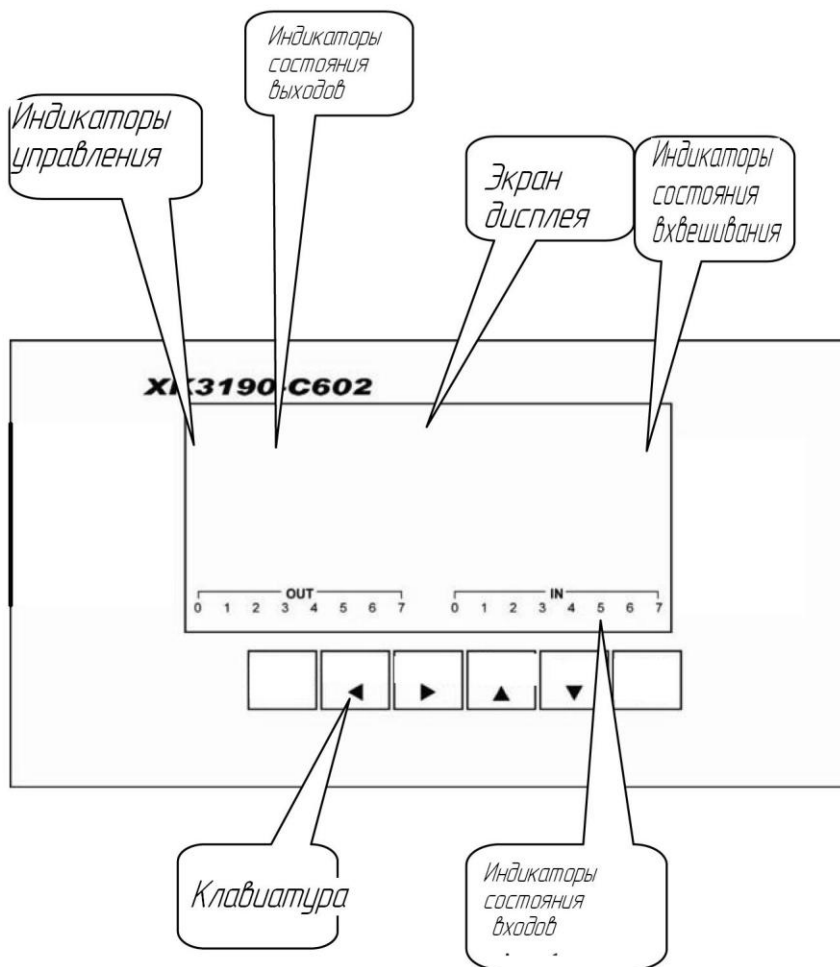 Индикаторы
состояния
выходов
Индикаторы
управления
Экран
дисплея
Индикаторы
состояния
вхвешивания
XK3190-C602
OUT
0 1 2 3 4 5 6 7
IN
0 1 2 3 4 5 6 7
◀ ▶ ▲ ▼
Клавиатура
Индикаторы
состояния
входов